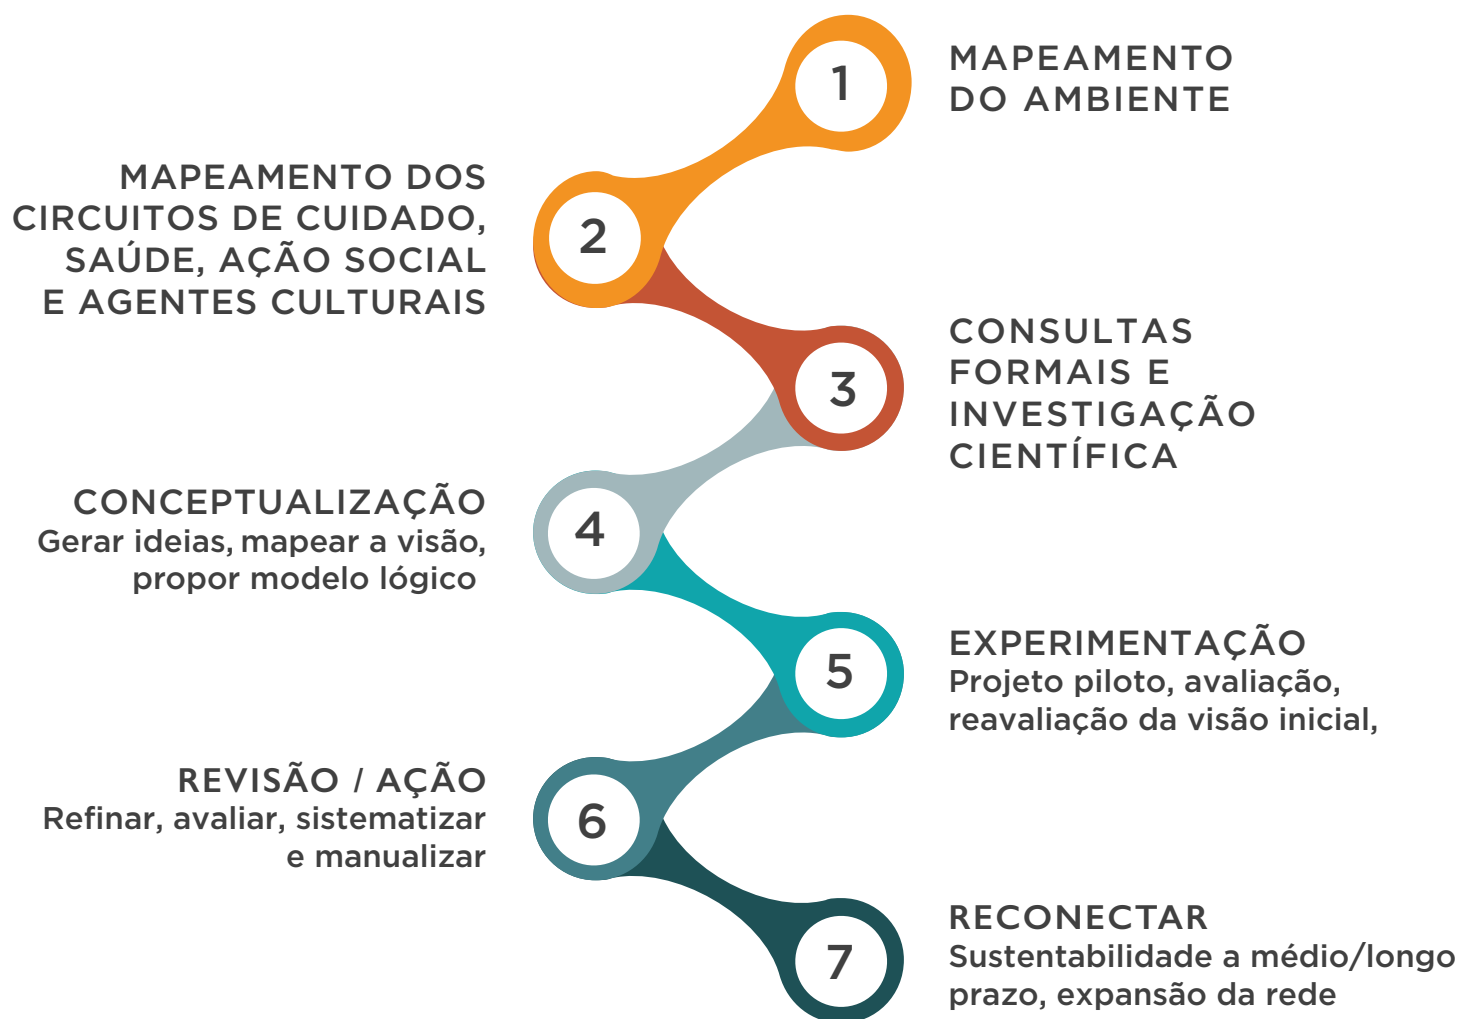 1
MAPEAMENTO
DO AMBIENTE
2
MAPEAMENTO DOS
CIRCUITOS DE CUIDADO,
SAÚDE, AÇÃO SOCIAL
E AGENTES CULTURAIS
3
CONSULTAS
FORMAIS E
INVESTIGAÇÃO
CIENTÍFICA
4
CONCEPTUALIZAÇÃO
Gerar ideias, mapear a visão,
propor modelo lógico
5
EXPERIMENTAÇÃO
Projeto piloto, avaliação,
reavaliação da visão inicial,
6
REVISÃO / AÇÃO
Refinar, avaliar, sistematizar
e manualizar
7
RECONECTAR
Sustentabilidade a médio/longo
prazo, expansão da rede